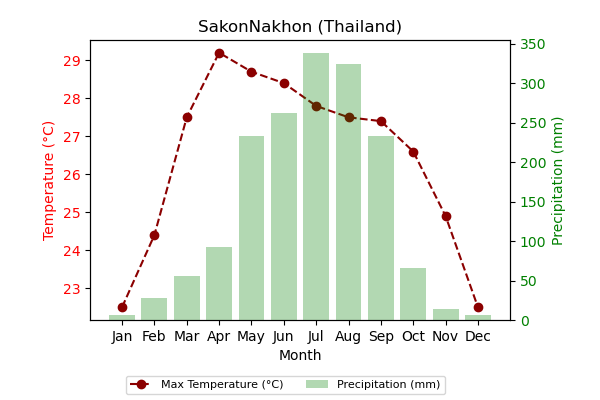 SakonNakhon (Thailand)
Temperature (°C)
29
28
27
26
25
24
23
350
300
250
200
150
100
50
0
Precipitation (mm)
Jan Feb Mar Apr May Jun Jul Aug Sep Oct Nov Dec
Month
Max Temperature (°C) Precipitation (mm)